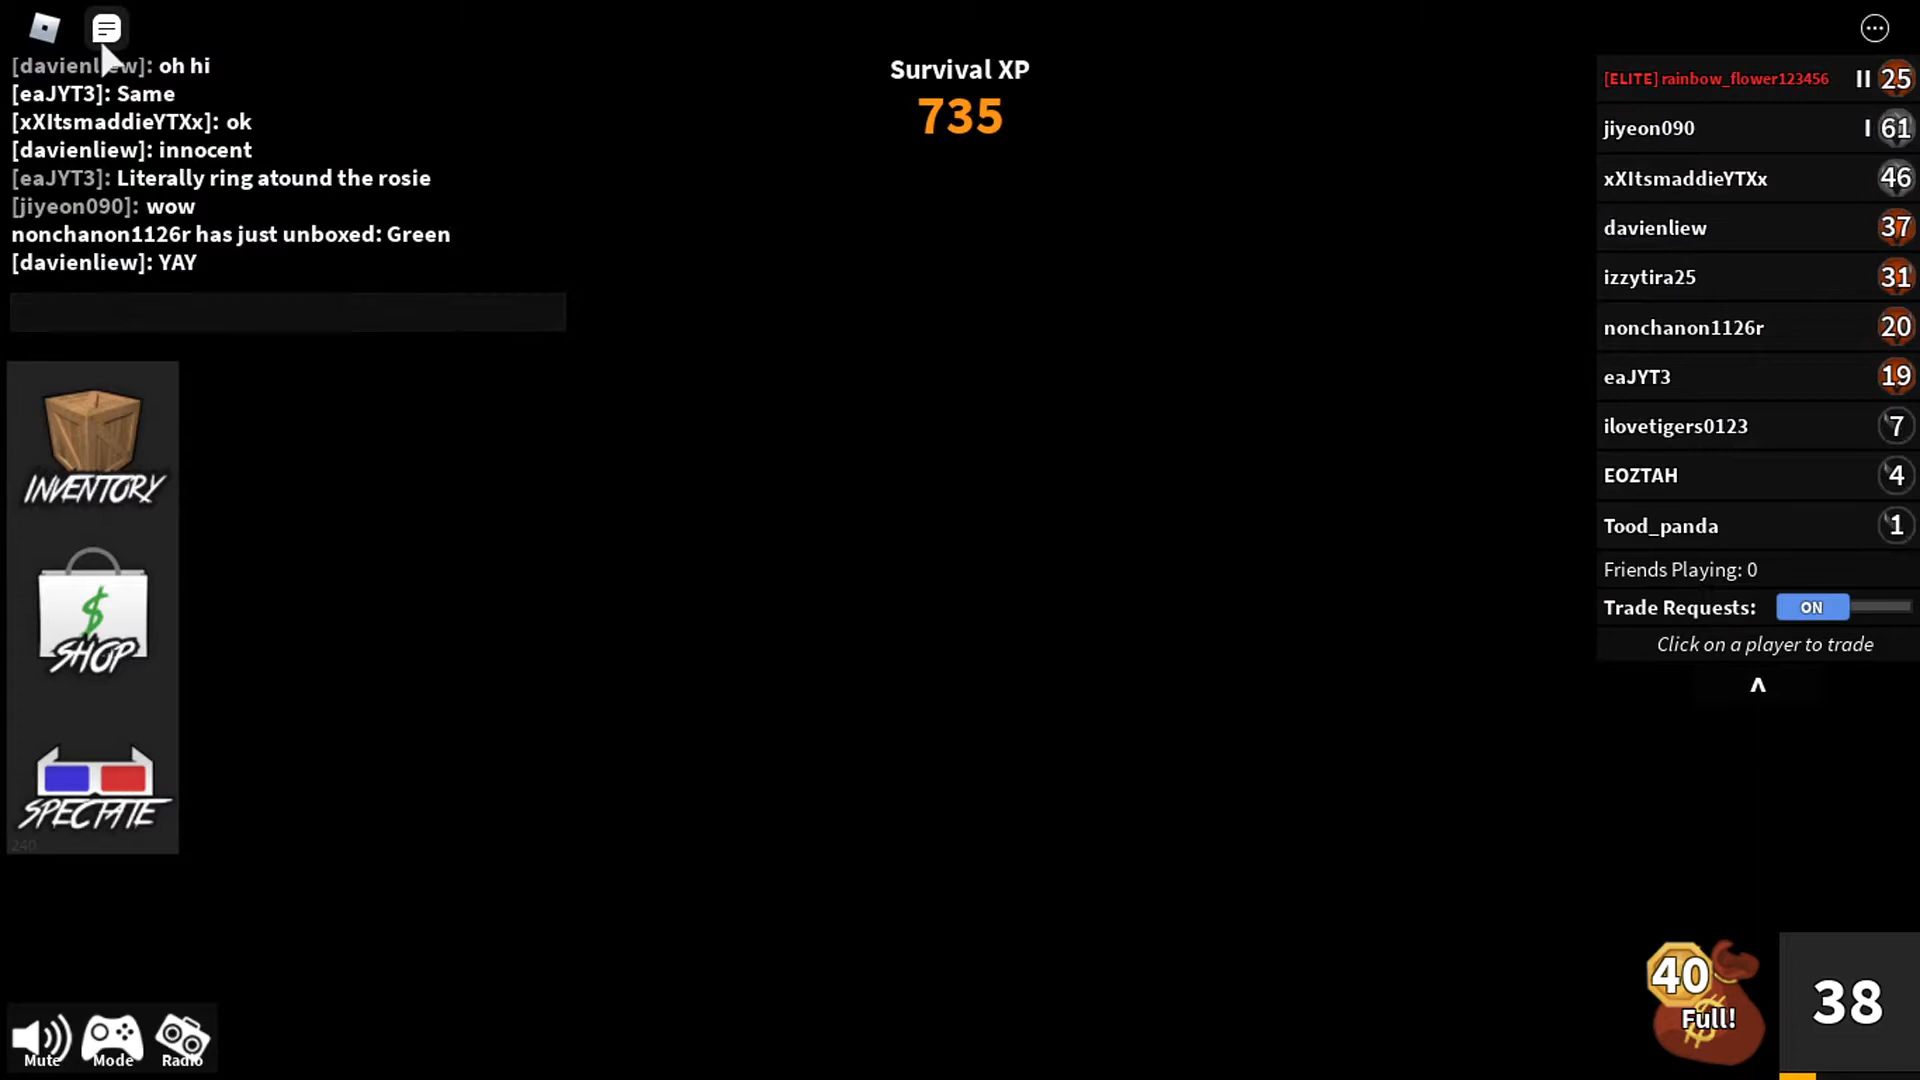 [davienliew]: oh hi
[eaJYT3]: Same
[xXItsmaddieYTXx]: ok
[davienliew]: innocent
[eaJYT3]: Literally ring atound the rosie
[jiyeon090]: wow
nonchanon1126r has just unboxed: Green
[davienliew]: YAY
INVENTORY
$
SHOP
SPECTATE
240
Mute Mode Radio
Survival XP
735
[ELITE] rainbow_flower123456 II 25
jiyeon090 I 61
xXItsmaddieYTXx 46
davienliew 37
izzytira25 31
nonchanon1126r 20
eaJYT3 19
ilovetigers0123 7
EOZTAH 4
Tood_panda 1
Friends Playing: 0
Trade Requests: ON
Click on a player to trade
40
Full!
$
38